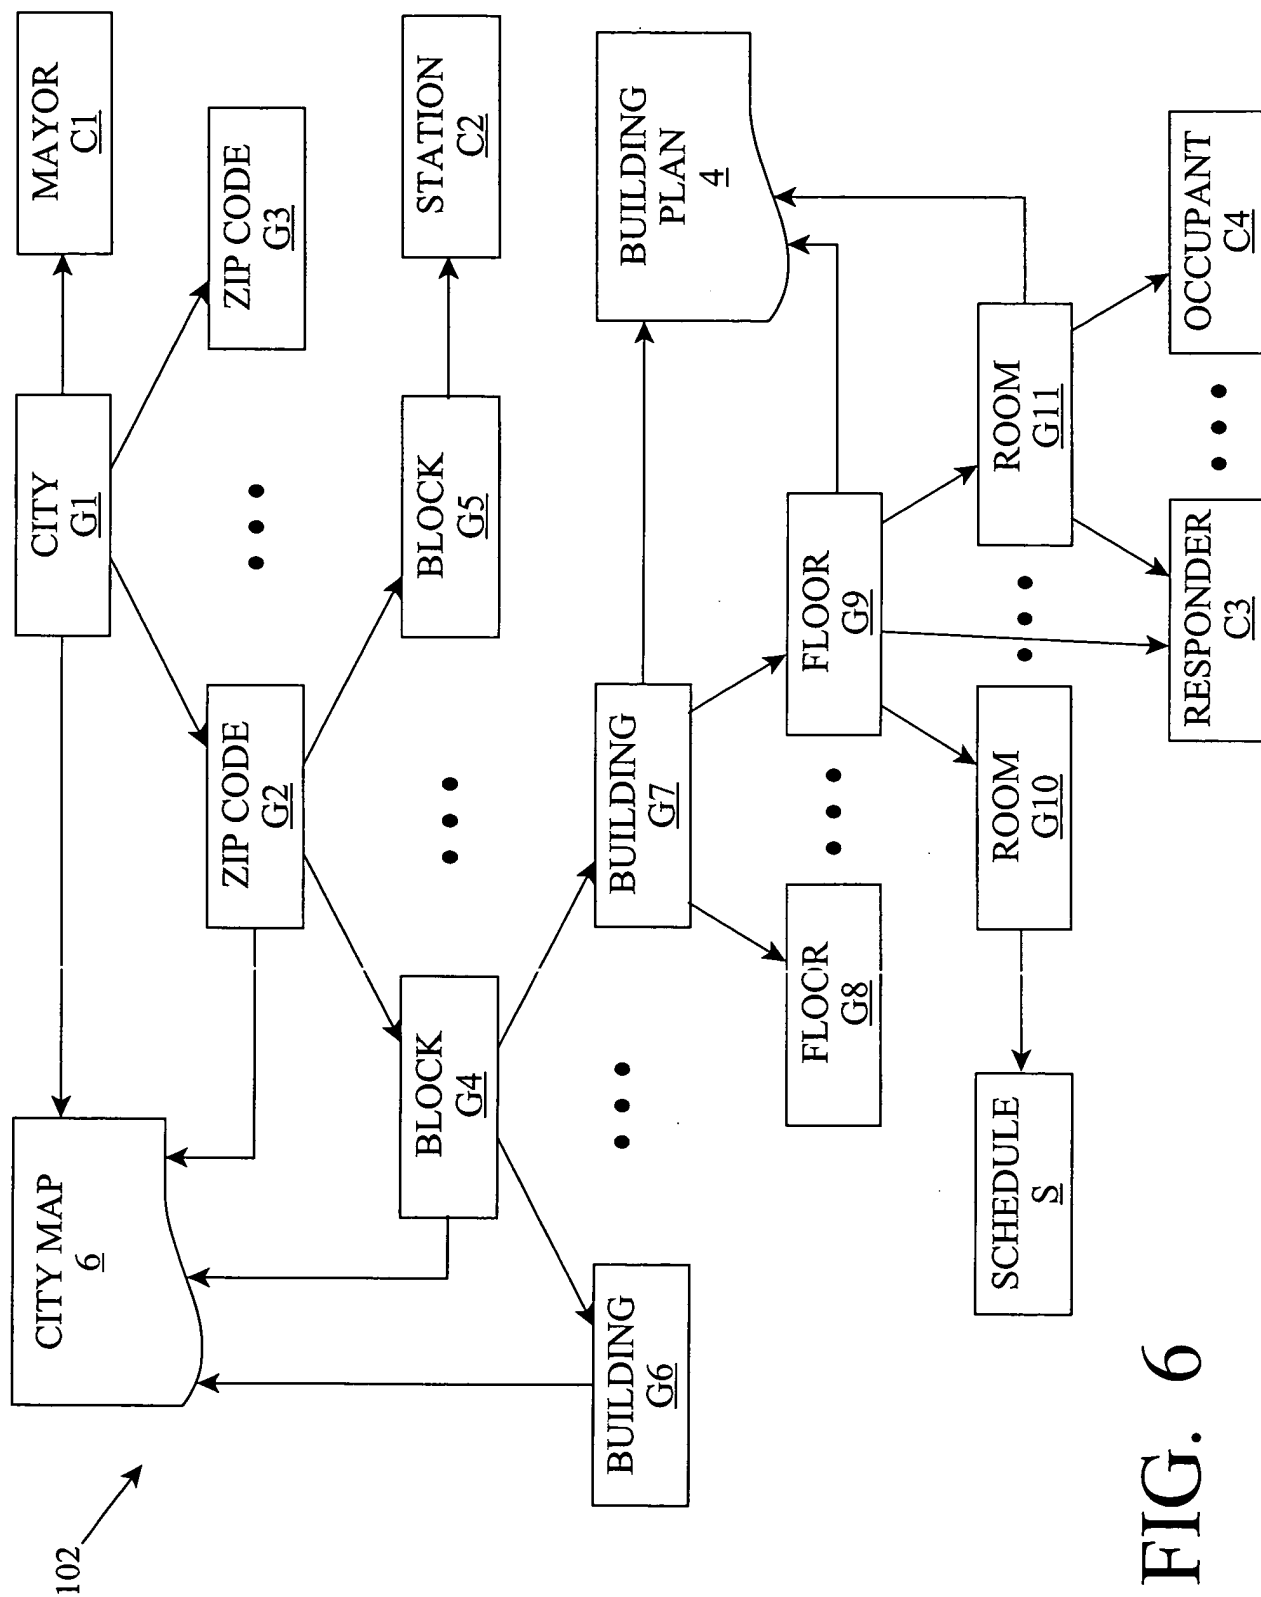 102
CITY MAP
6
CITY
G1
MAYOR
C1
ZIP CODE
G2
ZIP CODE
G3
BLOCK
G4
BLOCK
G5
STATION
C2
BUILDING
G6
BUILDING
G7
BUILDING
PLAN
4
FLOOR
G8
FLOOR
G9
SCHEDULE
S
ROOM
G10
ROOM
G11
RESPONDER
C3
OCCUPANT
C4
FIG. 6